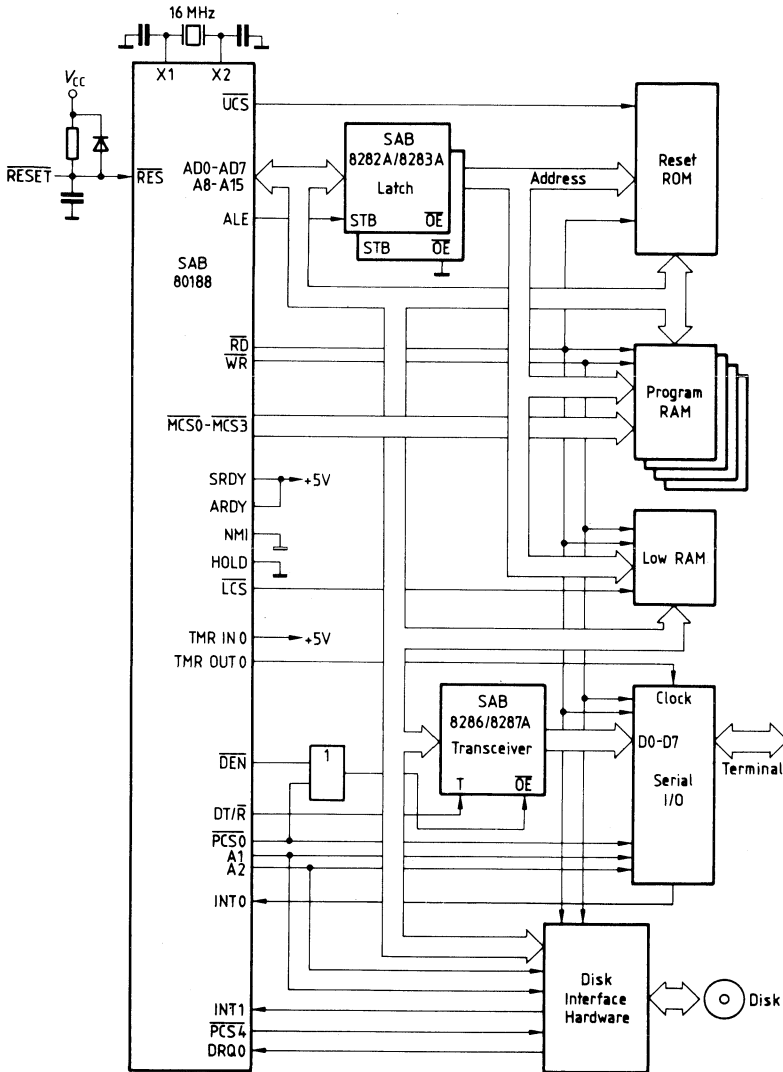 16 MHz
X1 X2
V̅CC
RESET
RES
UCS
AD0-AD7
A8-A15
ALE
SAB
80188
RD
WR
MCS0-MCS3
SRDY
ARDY
+5V
NMI
HOLD
LCS
TMR IN 0
+5V
TMR OUT 0
DEN
DT/R
PCS0
A1
A2
INT0
INT1
PCS4
DRQ0
SAB
8282A/8283A
Latch
STB OE
STB OE
Address
Reset
ROM
Program
RAM
Low RAM
SAB
8286/8287A
Transceiver
T OE
1
Clock
D0-D7
Serial
I/O
Terminal
Disk
Interface
Hardware
Disk